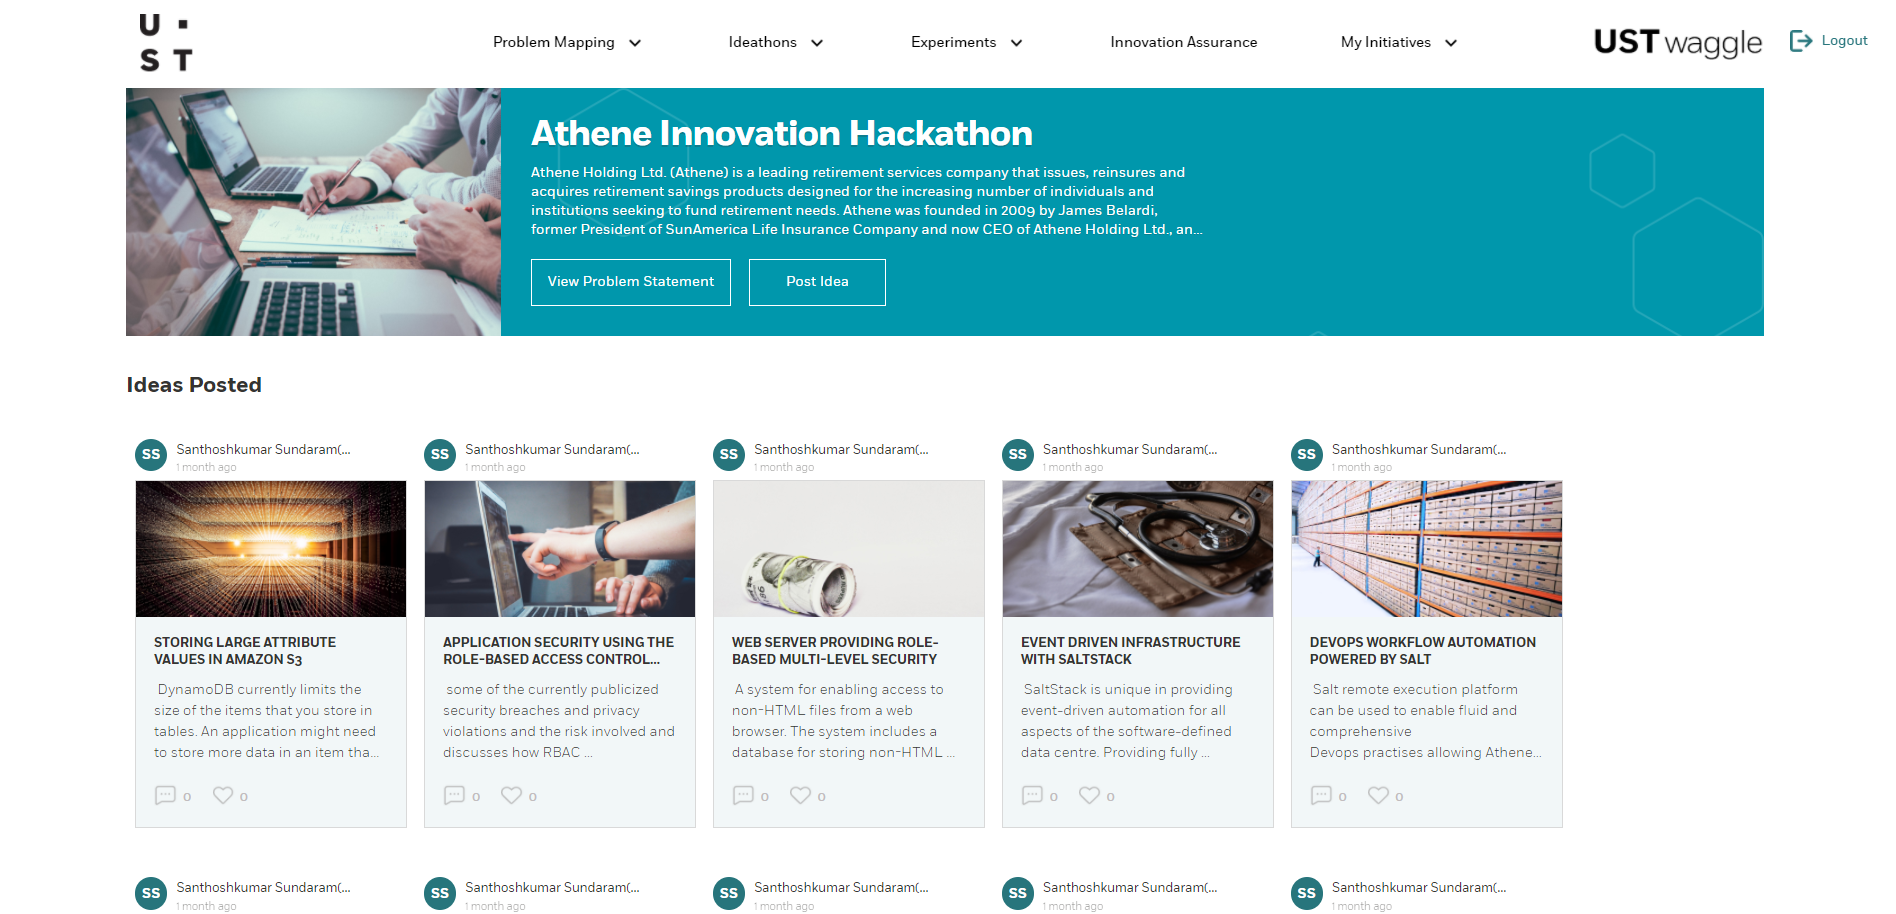 U
ST
Problem Mapping
Ideathons
Experiments
Innovation Assurance
My Initiatives
UST waggle
Logout
Athene Innovation Hackathon
Athene Holding Ltd. (Athene) is a leading retirement services company that issues, reinsures and
acquires retirement savings products designed for the increasing number of individuals and
institutions seeking to fund retirement needs. Athene was founded in 2009 by James Belardi,
former President of SunAmerica Life Insurance Company and now CEO of Athene Holding Ltd., an...
View Problem Statement
Post Idea
Ideas Posted
SS
Santhoshkumar Sundaram(...
1 month ago
STORING LARGE ATTRIBUTE
VALUES IN AMAZON S3
DynamoDB currently limits the
size of the items that you store in
tables. An application might need
to store more data in an item tha...
0
0
SS
Santhoshkumar Sundaram(...
1 month ago
APPLICATION SECURITY USING THE
ROLE-BASED ACCESS CONTROL...
some of the currently publicized
security breaches and privacy
violations and the risk involved and
discusses how RBAC ...
0
0
SS
Santhoshkumar Sundaram(...
1 month ago
WEB SERVER PROVIDING ROLE-
BASED MULTI-LEVEL SECURITY
A system for enabling access to
non-HTML files from a web
browser. The system includes a
database for storing non-HTML ...
0
0
SS
Santhoshkumar Sundaram(...
1 month ago
EVENT DRIVEN INFRASTRUCTURE
WITH SALTSTACK
SaltStack is unique in providing
event-driven automation for all
aspects of the software-defined
data centre. Providing fully ...
0
0
SS
Santhoshkumar Sundaram(...
1 month ago
DEVOPS WORKFLOW AUTOMATION
POWERED BY SALT
Salt remote execution platform
can be used to enable fluid and
comprehensive
Devops practises allowing Athene...
0
0
SS
Santhoshkumar Sundaram(...
1 month ago
SS
Santhoshkumar Sundaram(...
1 month ago
SS
Santhoshkumar Sundaram(...
1 month ago
SS
Santhoshkumar Sundaram(...
1 month ago
SS
Santhoshkumar Sundaram(...
1 month ago